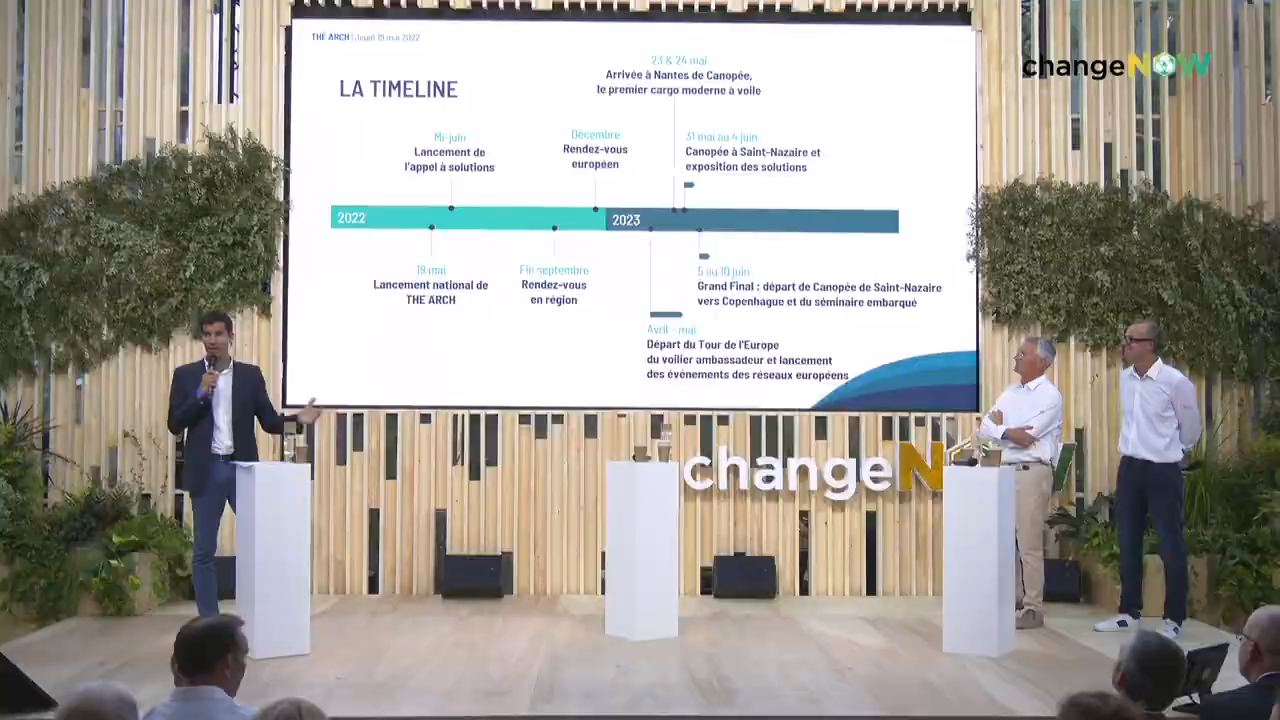 THE ARCH | Jeudi 19 mai 2022
changeNOW
LA TIMELINE
23 & 24 mai
Arrivée à Nantes de Canopée,
le premier cargo moderne à voile
Mi-juin
Lancement de
l'appel à solutions
Décembre
Rendez-vous
européen
31 mai au 4 juin
Canopée à Saint-Nazaire et
exposition des solutions
2022
2023
19 mai
Lancement national de
THE ARCH
Fin septembre
Rendez-vous
en région
5 au 10 juin
Grand Final : départ de Canopée de Saint-Nazaire
vers Copenhague et du séminaire embarqué
Avril - mai
Départ du Tour de l'Europe
du voilier ambassadeur et lancement
des événements des réseaux européens
changeN